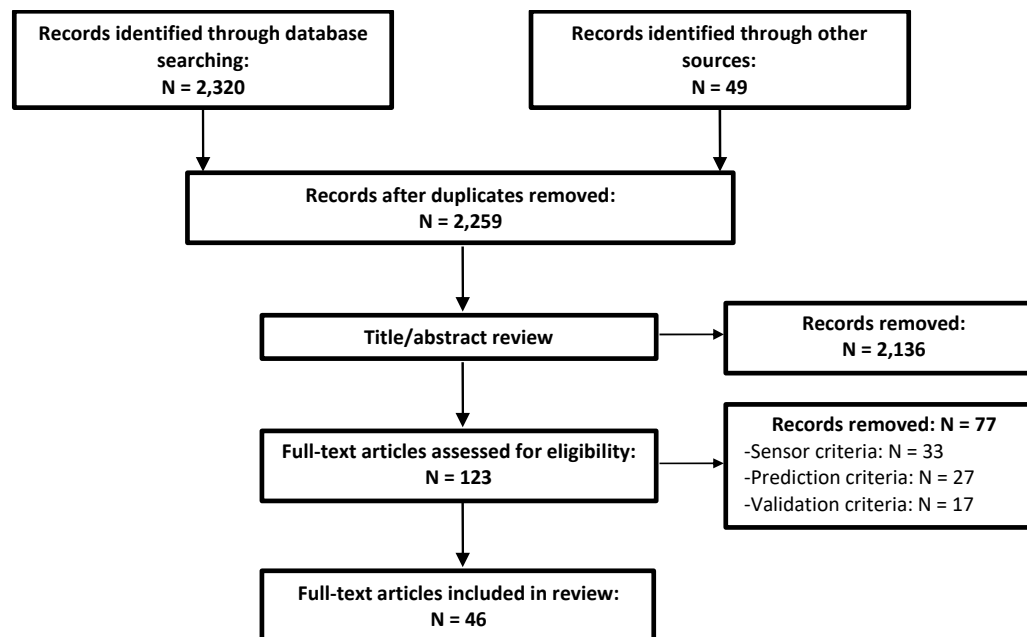 Records identified through database
searching:
N = 2,320
Records identified through other
sources:
N = 49
Records after duplicates removed:
N = 2,259
Title/abstract review
Records removed:
N = 2,136
Full-text articles assessed for eligibility:
N = 123
Records removed: N = 77
-Sensor criteria: N = 33
-Prediction criteria: N = 27
-Validation criteria: N = 17
Full-text articles included in review:
N = 46